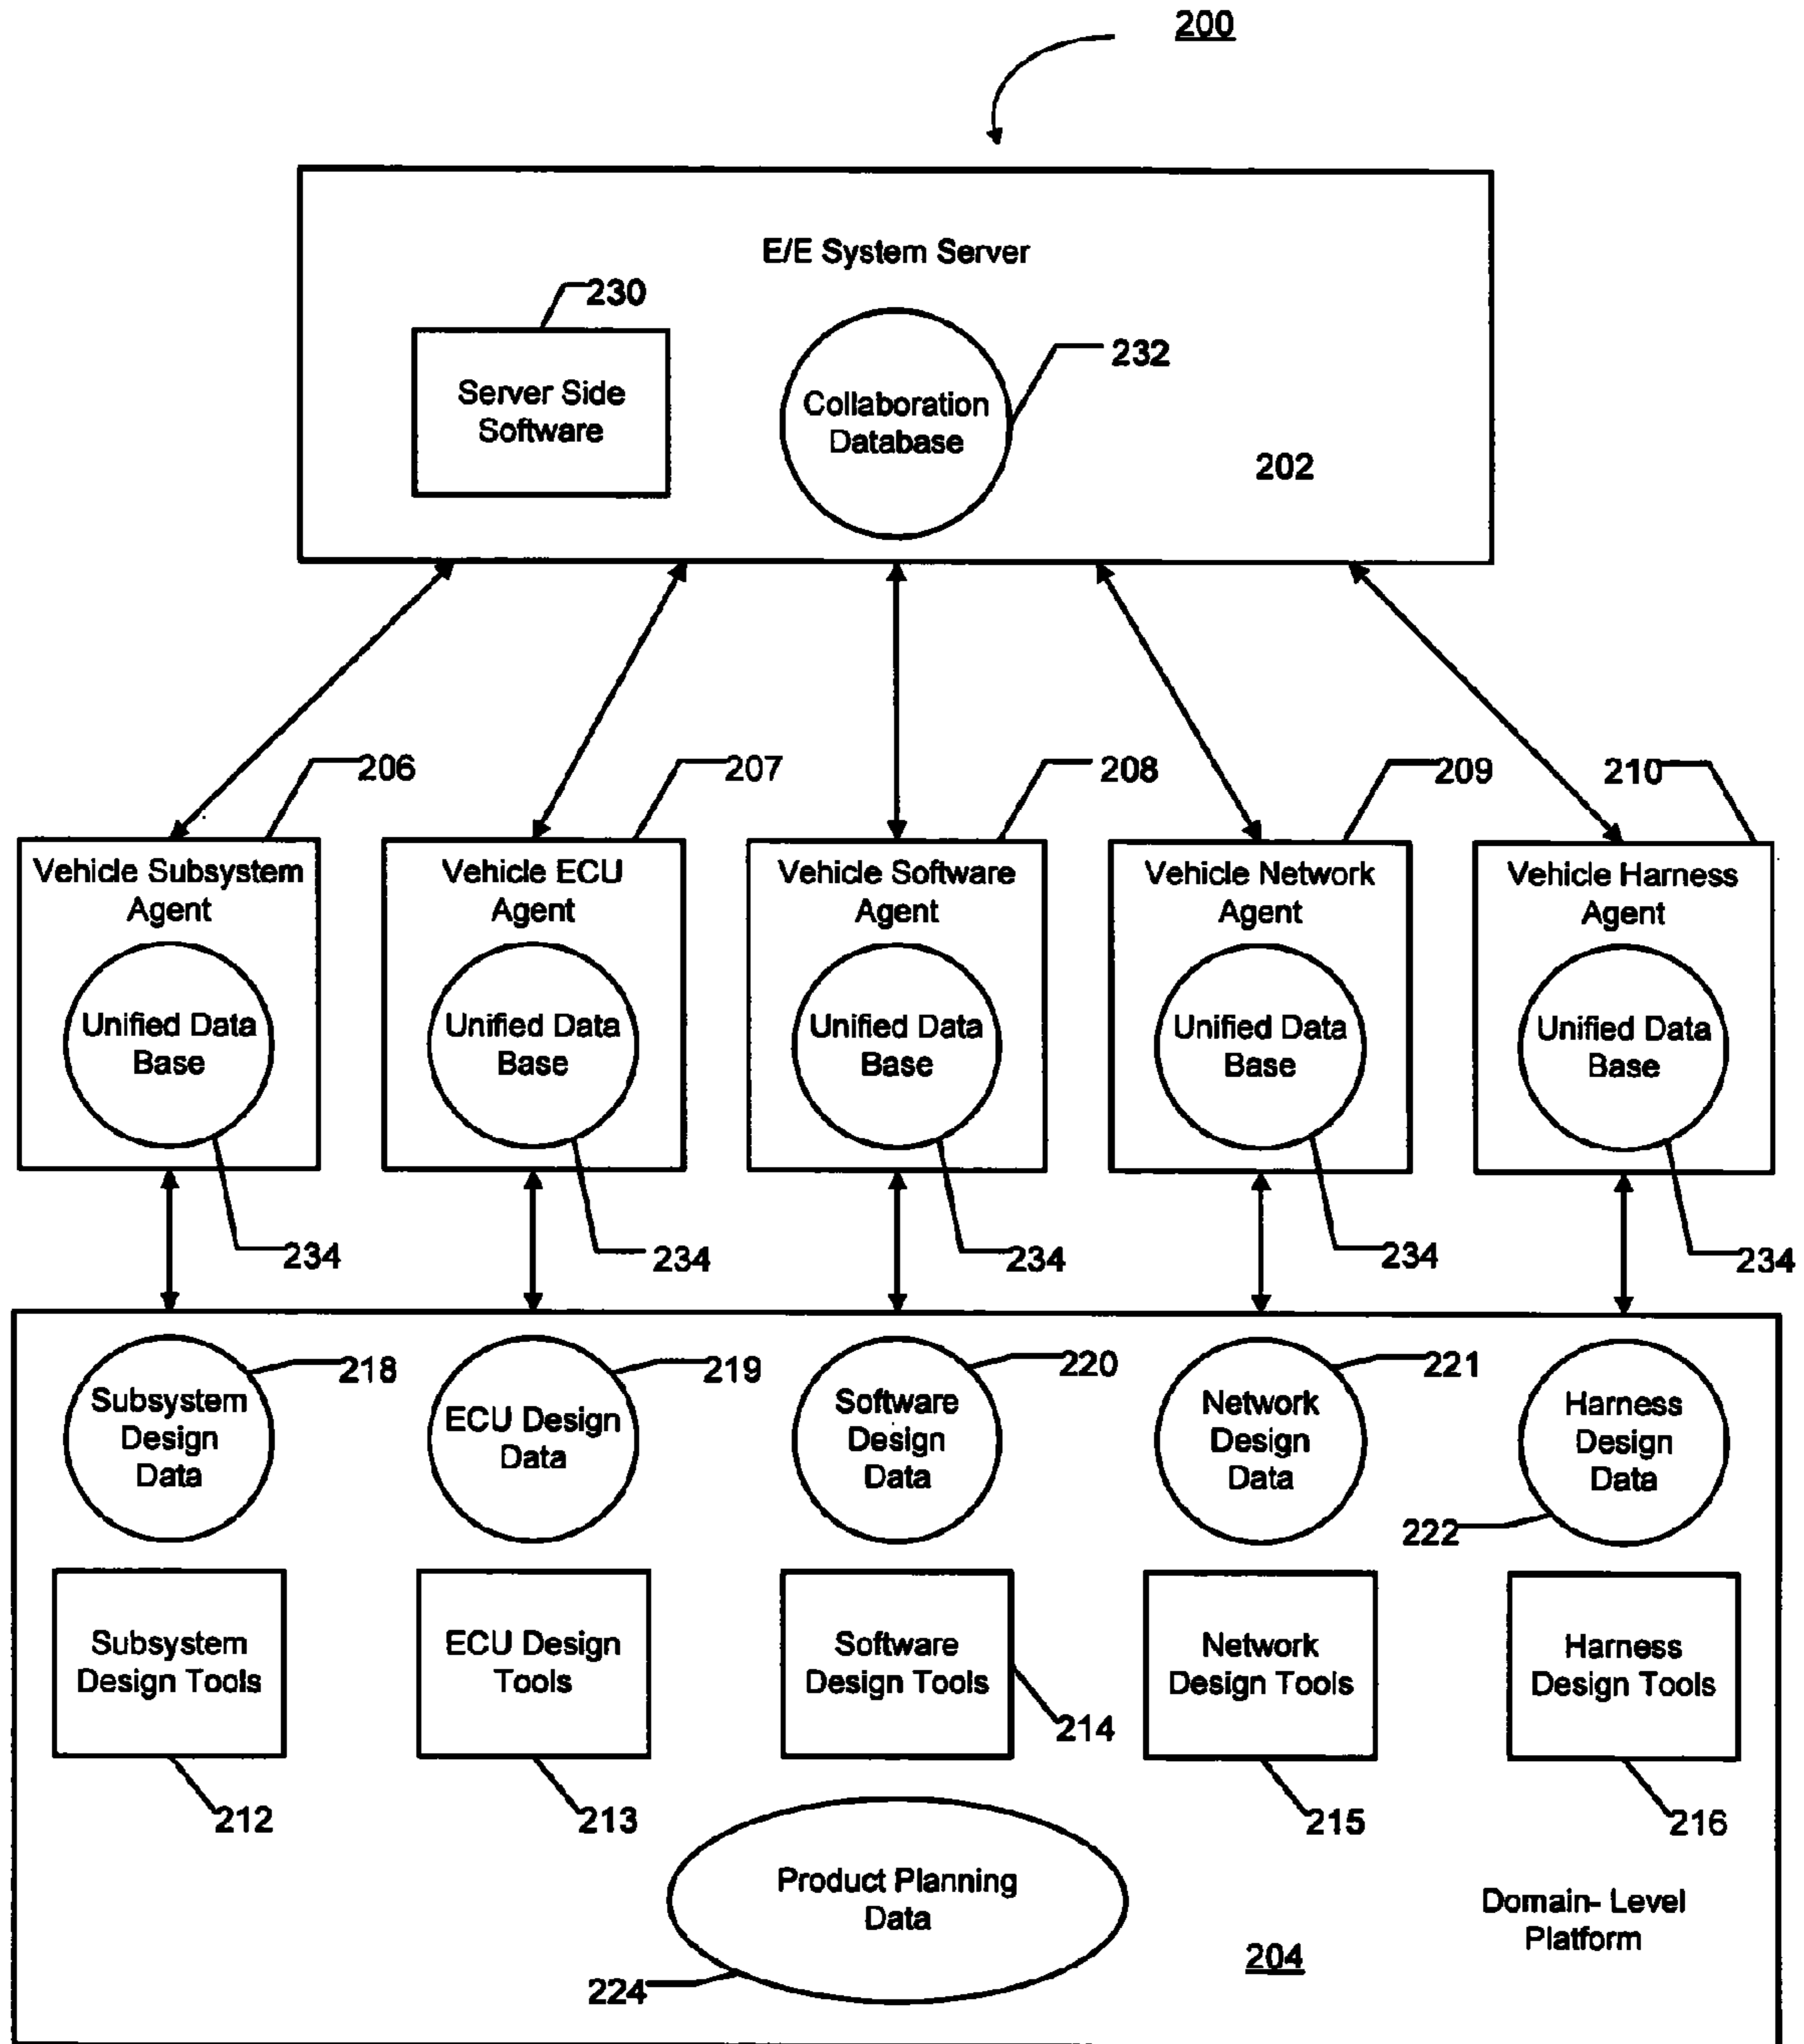 200
E/E System Server
230
232
Server Side
Software
Collaboration
Database
202
206
207
208
209
210
Vehicle Subsystem
Agent
Vehicle ECU
Agent
Vehicle Software
Agent
Vehicle Network
Agent
Vehicle Harness
Agent
Unified Data
Base
Unified Data
Base
Unified Data
Base
Unified Data
Base
Unified Data
Base
234
234
234
234
234
218
219
220
221
222
Subsystem
Design
Data
ECU Design
Data
Software
Design
Data
Network
Design
Data
Harness
Design
Data
Subsystem
Design Tools
ECU Design
Tools
Software
Design Tools
Network
Design Tools
Harness
Design Tools
212
213
214
215
216
Product Planning
Data
224
204
Domain- Level
Platform